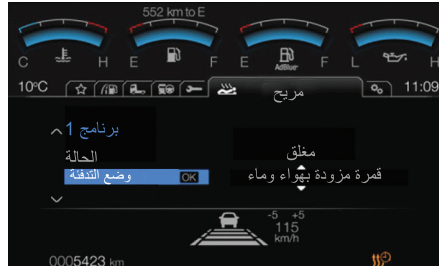 552 km to E
C H E F E AdBlue F L H
10°C مريح 11:09
برنامج 1
الحالة مغلق
وضع التدفئة OK قمرة مزودة بهواء وماء
-5 +5
115
km/h
0005423 km